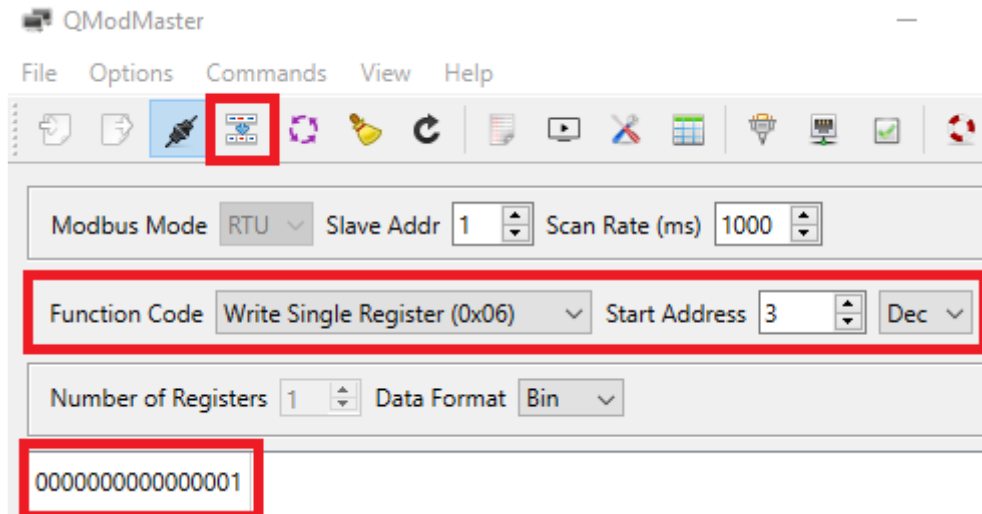 QModMaster
File Options Commands View Help
Modbus Mode RTU Slave Addr 1 Scan Rate (ms) 1000
Function Code Write Single Register (0x06) Start Address 3 Dec
Number of Registers 1 Data Format Bin
0000000000000001